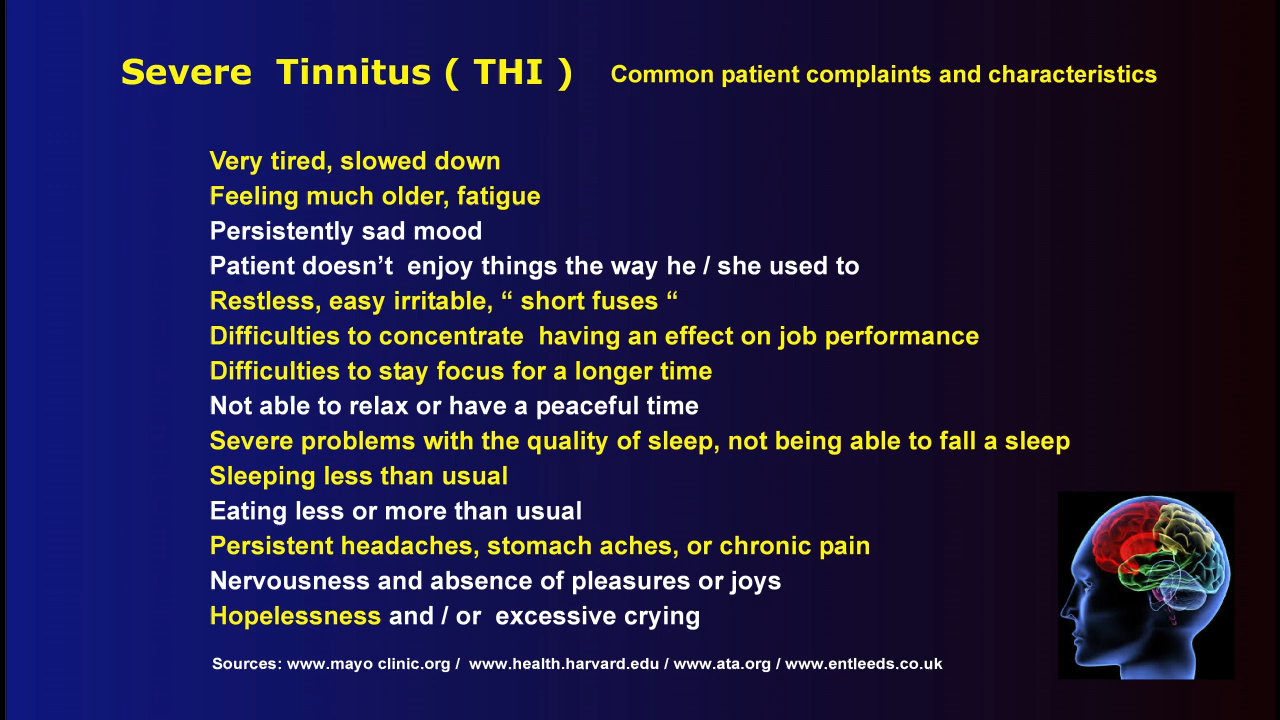 Severe Tinnitus ( THI ) Common patient complaints and characteristics
Very tired, slowed down
Feeling much older, fatigue
Persistently sad mood
Patient doesn’t enjoy things the way he / she used to
Restless, easy irritable, “ short fuses “
Difficulties to concentrate having an effect on job performance
Difficulties to stay focus for a longer time
Not able to relax or have a peaceful time
Severe problems with the quality of sleep, not being able to fall a sleep
Sleeping less than usual
Eating less or more than usual
Persistent headaches, stomach aches, or chronic pain
Nervousness and absence of pleasures or joys
Hopelessness and / or excessive crying
Sources: www.mayo clinic.org / www.health.harvard.edu / www.ata.org / www.entleeds.co.uk